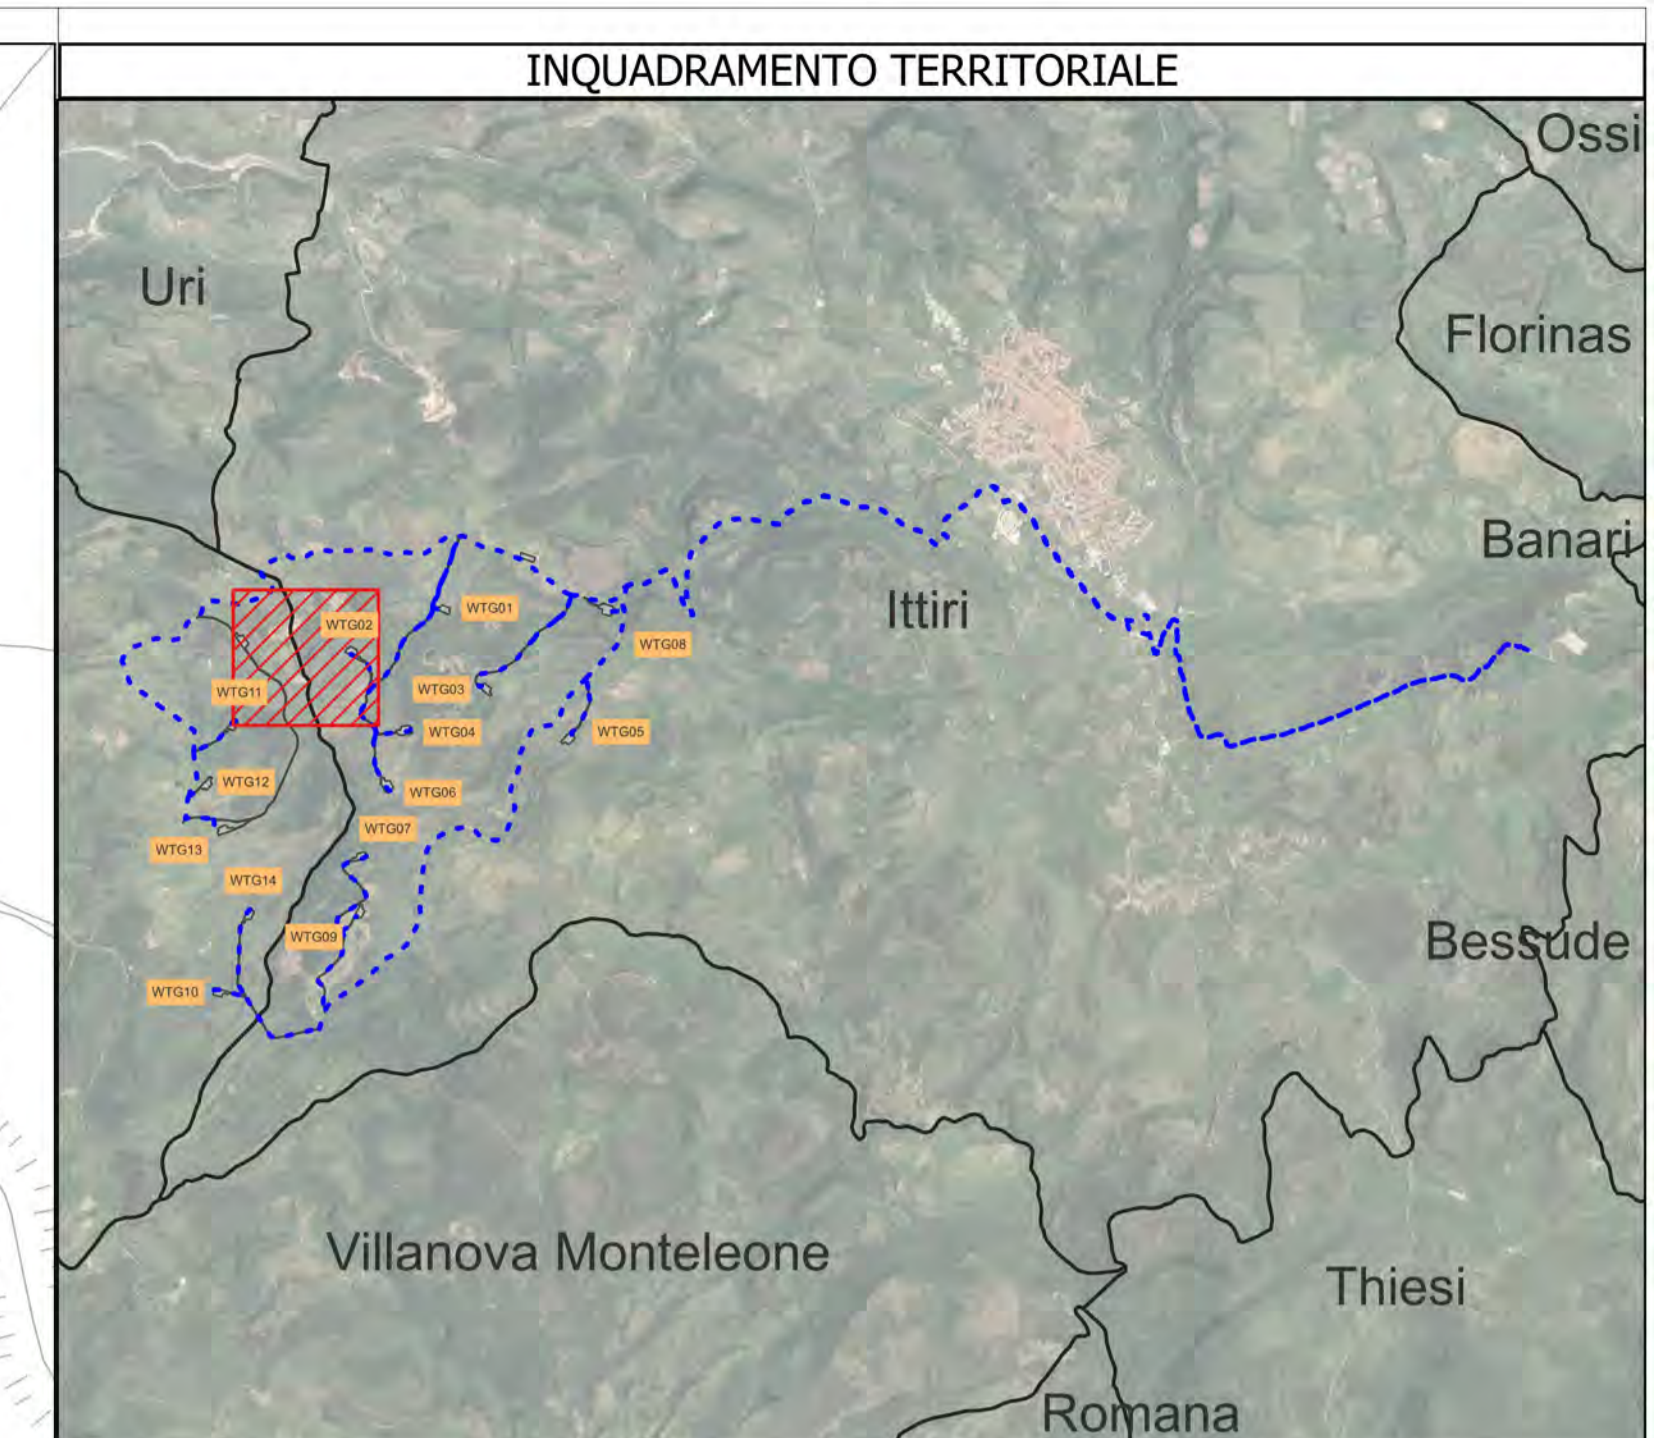 INQUADRAMENTO TERRITORIALE
Ossi
Uri
Florinas
Banari
WTG01
Ittiri
WTG02
WTG08
WTG03
WTG11
WTG04
WTG05
WTG12
WTG06
WTG07
WTG13
WTG14
WTG09
Bessude
WTG10
Villanova Monteleone
Thiesi
Romana